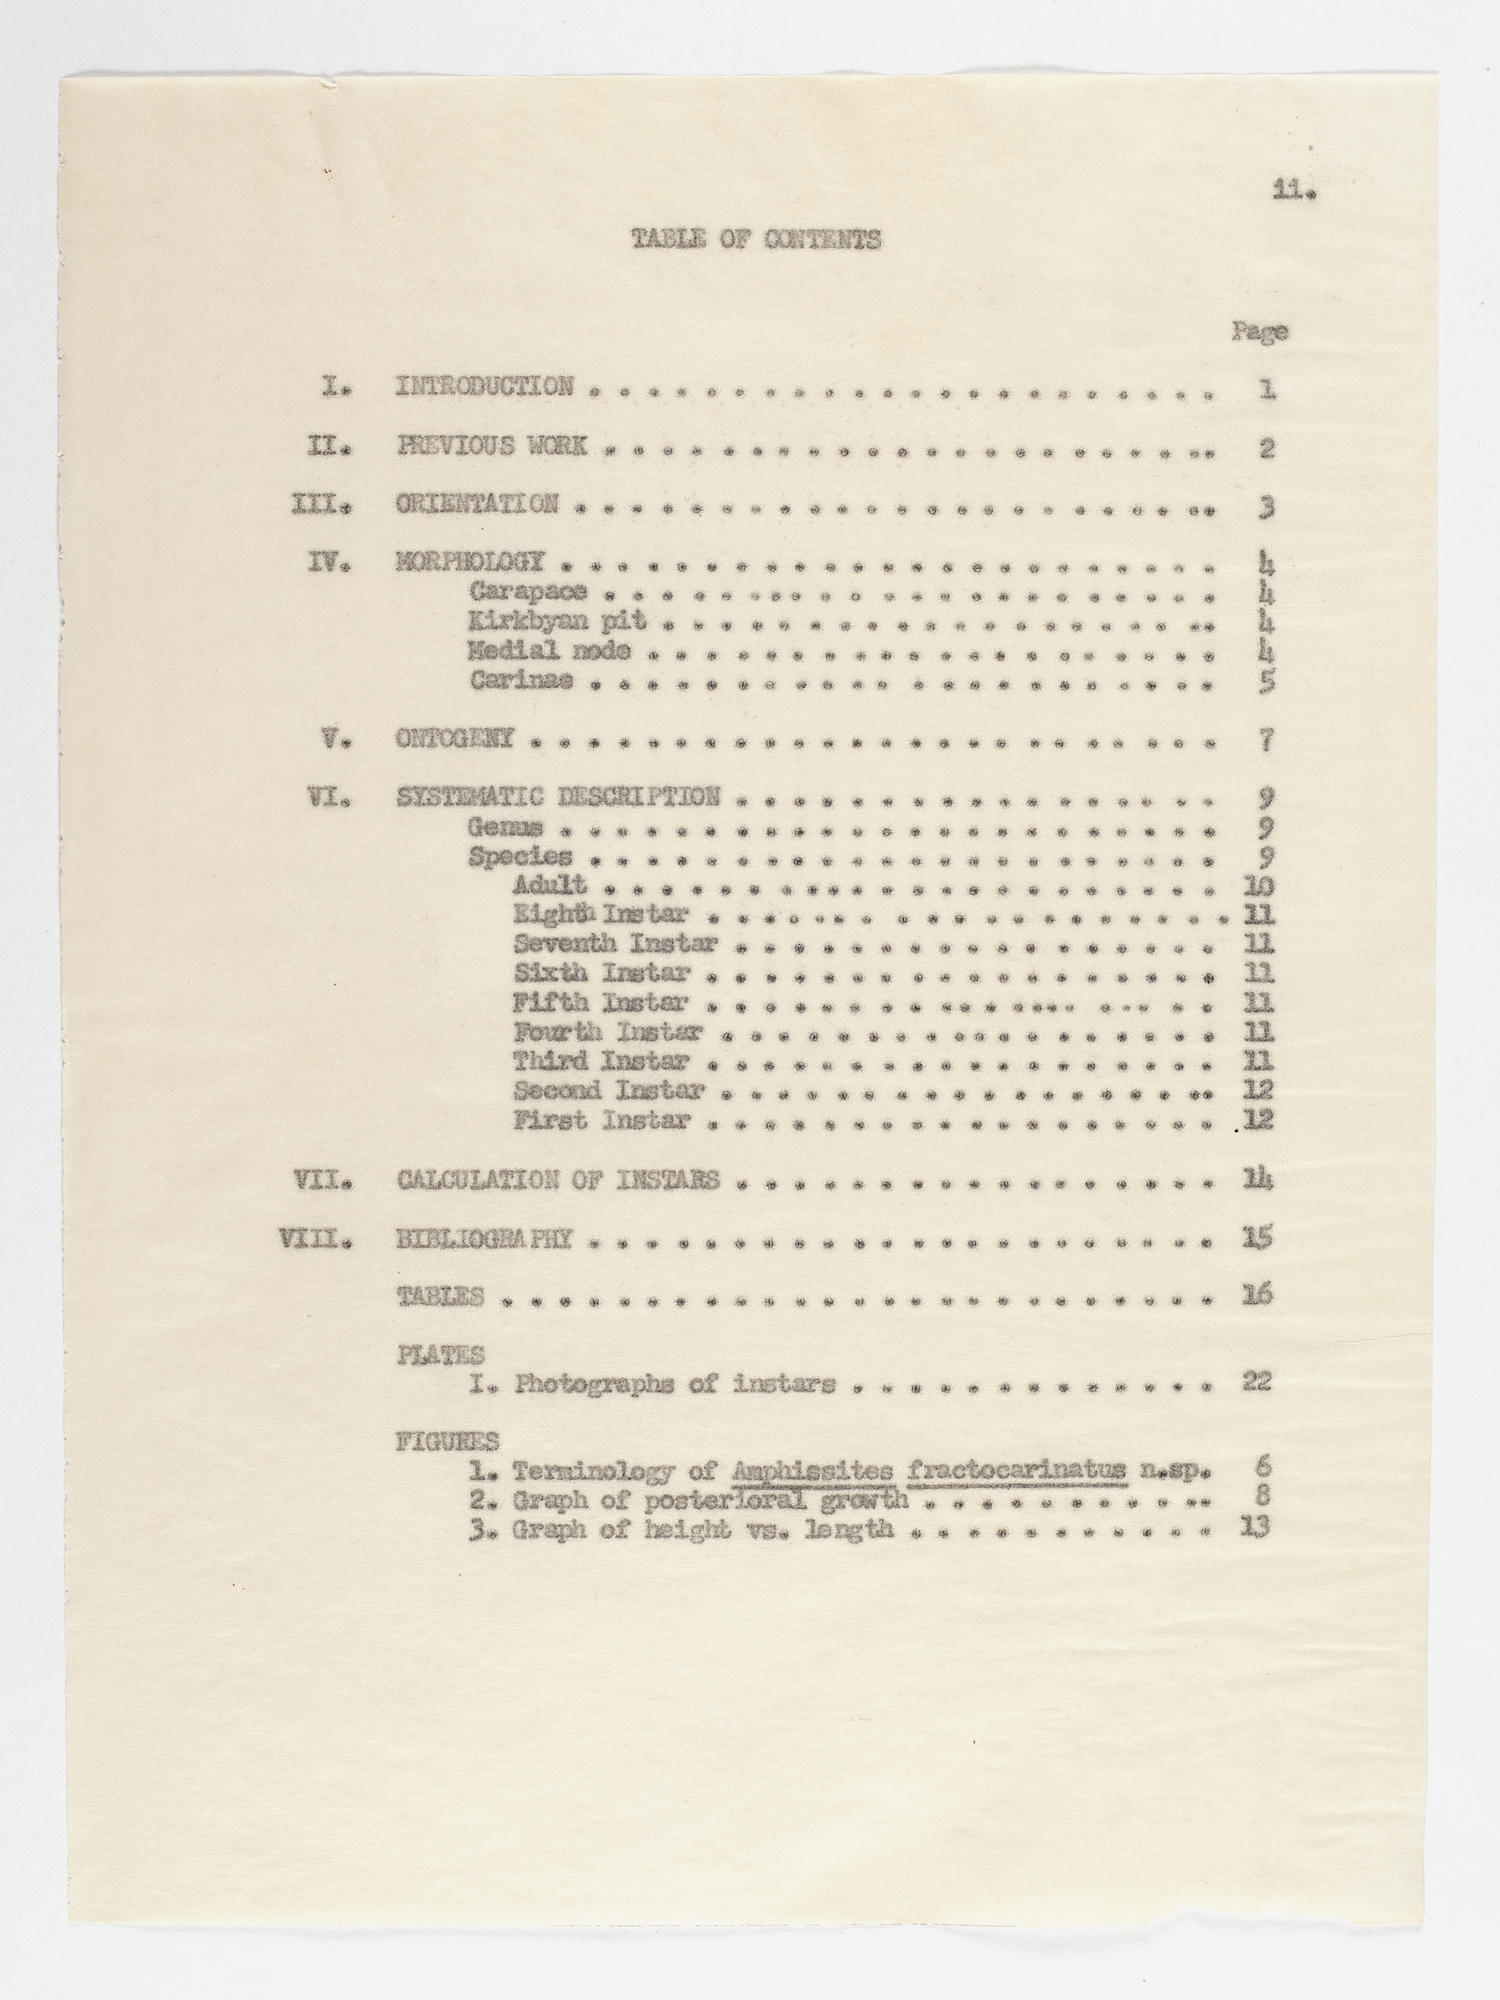 ii.
TABLE OF CONTENTS
Page
I. INTRODUCTION . . . . . . . . . . . . . . . . . . . . . . 1
II. PREVIOUS WORK . . . . . . . . . . . . . . . . . . . . .. 2
III. ORIENTATION . . . . . . . . . . . . . . . . . . . . . .. 3
IV. MORPHOLOGY . . . . . . . . . . . . . . . . . . . . . . . 4
Carapace . . . . . ... . . . . . . . . . . . . . . 4
Kirkbyan pit . . . . . . . . . . . . . . . . . . .. 4
Medial node . . . . . . . . . . . . . . . . . . . . 4
Carinae . . . . . . . . . . . . . . . . . . . . . . 5
V. ONTOGENY . . . . . . . . . . . . . . . . . . . . . . . . 7
VI. SYSTEMATIC DESCRIPTION . . . . . . . . . . . . . . . . . 9
Genus . . . . . . . . . . . . . . . . . . . . . . . 9
Species . . . . . . . . . . . . . . . . . . . . . . 9
Adult . . . . . . .... . . . . . . . . . . . . . 10
Eighth Instar . . ..... . . . . . . . . . . . . . 11
Seventh Instar . . . . . . . . . . . . . . . . . 11
Sixth Instar . . . . . . . . . . . . . . . . . . 11
Fifth Instar . . . . . . . . ... ..... ... . . 11
Fourth Instar . . . . . . . . ... . . . . . . . . 11
Third Instar . . . . . . . . . . . . . . . . . . 11
Second Instar . . . . . . . . . . . . . . . . .. 12
First Instar . . . . . . . . . . . . . . . . . . 12
VII. CALCULATION OF INSTARS . . . . . . . . . . . . . . . . . 14
VIII. BIBLIOGRAPHY . . . . . . . . . . . . . . . . . . . . . . 15
TABLES . . . . . . . . . . . . . . . . . . . . . . . . . 16
PLATES
I. Photographs of instars . . . . . . . . . . . . . 22
FIGURES
1. Terminology of Amphissites fractocarinatus n.sp. 6
2. Graph of posterioral growth . . . . . . . . . .. 8
3. Graph of height vs. length . . . . . . . . . . . 13